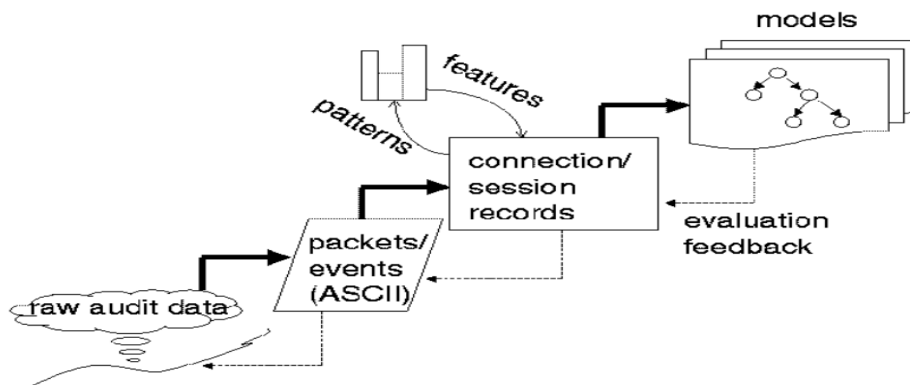 models
features
patterns
connection/
session
records
evaluation
feedback
packets/
events
(ASCII)
raw audit data